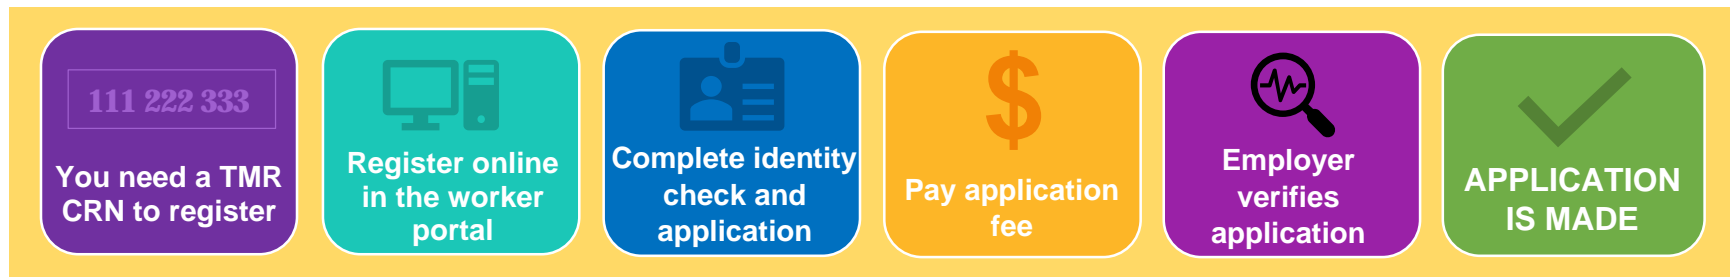 111 222 333
You need a TMR
CRN to register
Register online
in the worker
portal
Complete identity
check and
application
$
Pay application
fee
Employer
verifies
application
APPLICATION
IS MADE